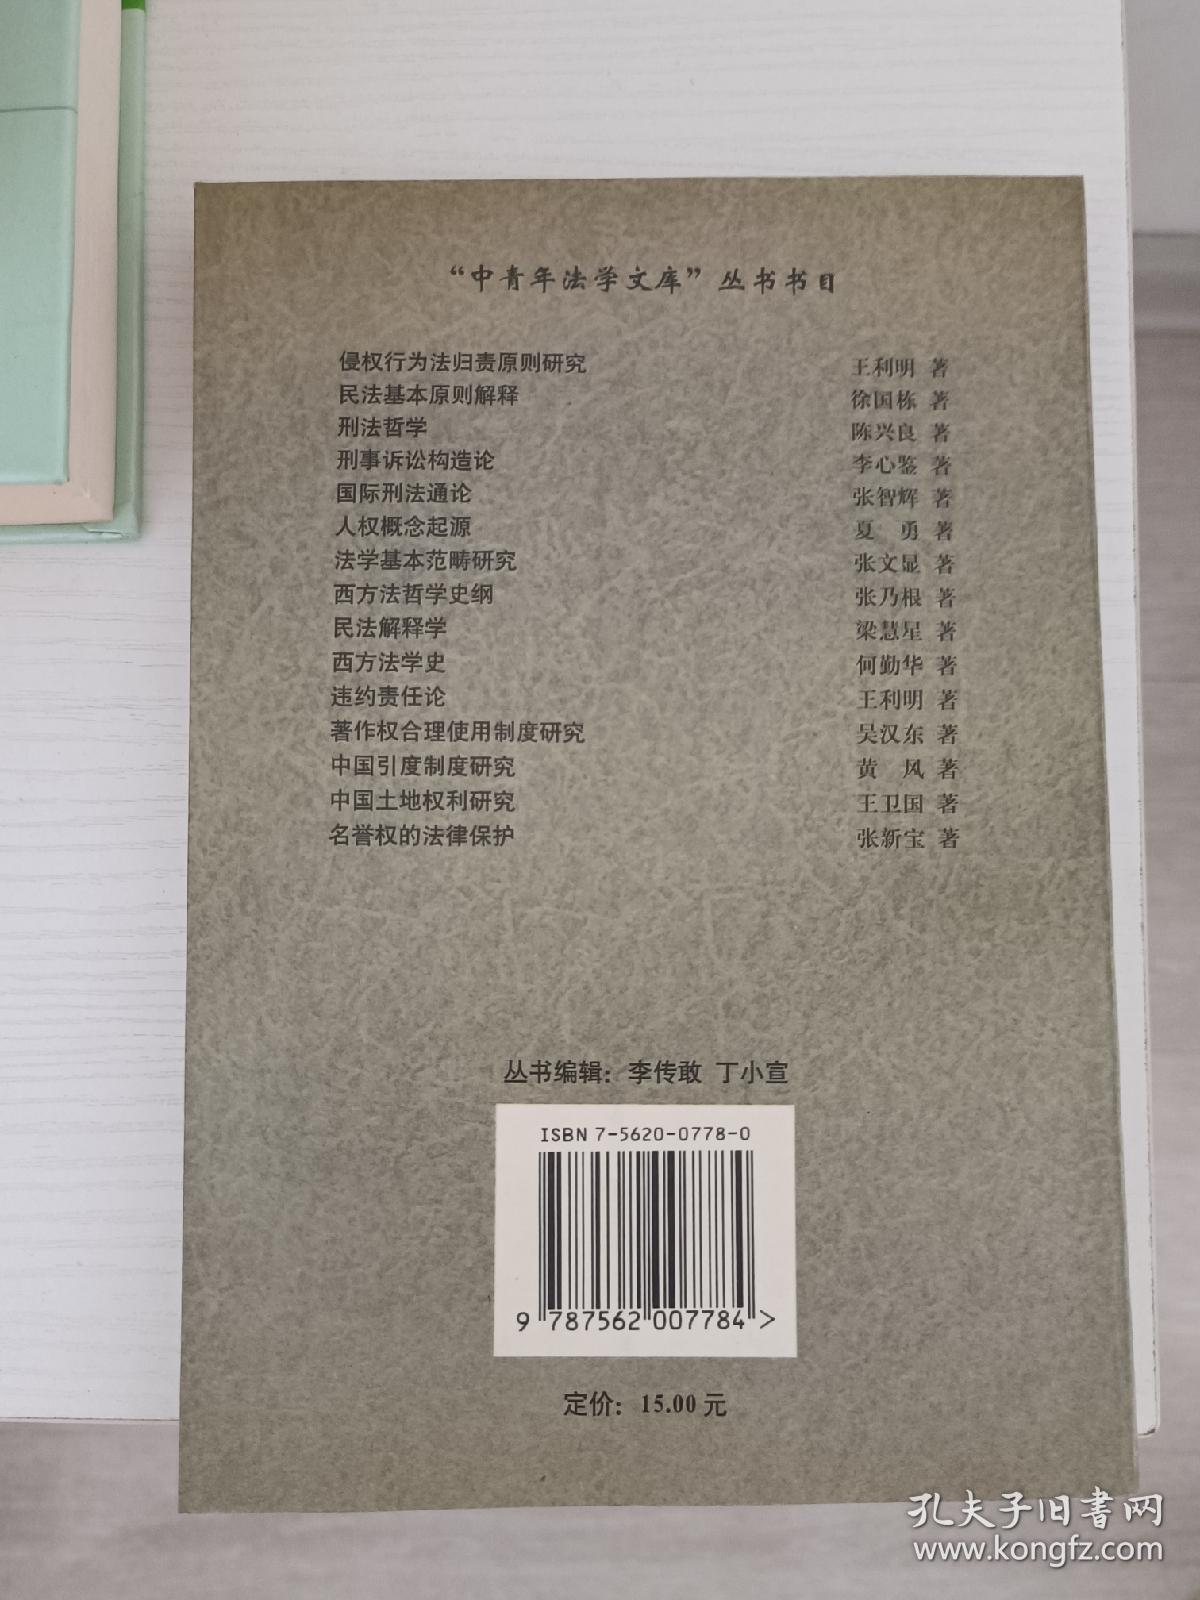 “中青年法学文库”丛书书目
侵权行为法归责原则研究 王利明 著
民法基本原则解释 徐国栋 著
刑法哲学 陈兴良 著
刑事诉讼构造论 李心鉴 著
国际刑法通论 张智辉 著
人权概念起源 夏 勇 著
法学基本范畴研究 张文显 著
西方法哲学史纲 张乃根 著
民法解释学 梁慧星 著
西方法学史 何勤华 著
违约责任论 王利明 著
著作权合理使用制度研究 吴汉东 著
中国引度制度研究 黄 风 著
中国土地权利研究 王卫国 著
名誉权的法律保护 张新宝 著
丛书编辑：李传敢 丁小宣
ISBN 7-5620-0778-0
9 787562 007784 >
定价：15.00 元
孔夫子旧书网
www.kongfz.com